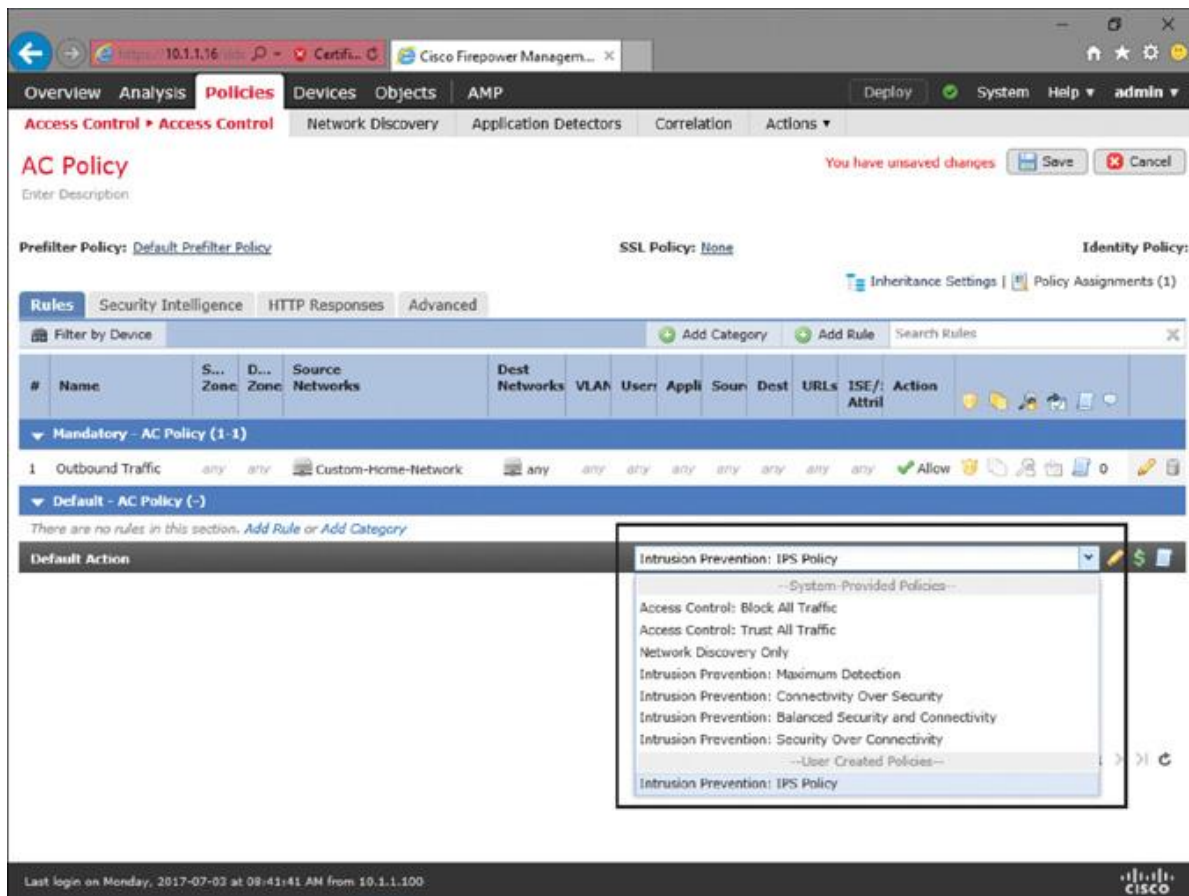 10.1.1.16 Certifi... Cisco Firepower Managem...
Overview Analysis Policies Devices Objects AMP Deploy System Help admin
Access Control ▸ Access Control Network Discovery Application Detectors Correlation Actions
AC Policy
You have unsaved changes Save Cancel
Enter Description
Prefilter Policy: Default Prefilter Policy SSL Policy: None Identity Policy:
Inheritance Settings | Policy Assignments (1)
Rules Security Intelligence HTTP Responses Advanced
Filter by Device Add Category Add Rule Search Rules
# Name S... Zone D... Zone Source Networks Dest Networks VLAN User Appli Sour Dest URLs ISE/ Attril Action
Mandatory - AC Policy (1-1)
1 Outbound Traffic any any Custom-Home-Network any any any any any any any any Allow 0
Default - AC Policy (-)
There are no rules in this section. Add Rule or Add Category
Default Action Intrusion Prevention: IPS Policy $
--System-Provided Policies--
Access Control: Block All Traffic
Access Control: Trust All Traffic
Network Discovery Only
Intrusion Prevention: Maximum Detection
Intrusion Prevention: Connectivity Over Security
Intrusion Prevention: Balanced Security and Connectivity
Intrusion Prevention: Security Over Connectivity
--User Created Policies--
Intrusion Prevention: IPS Policy
Last login on Monday, 2017-07-03 at 08:41:41 AM from 10.1.1.100
CISCO